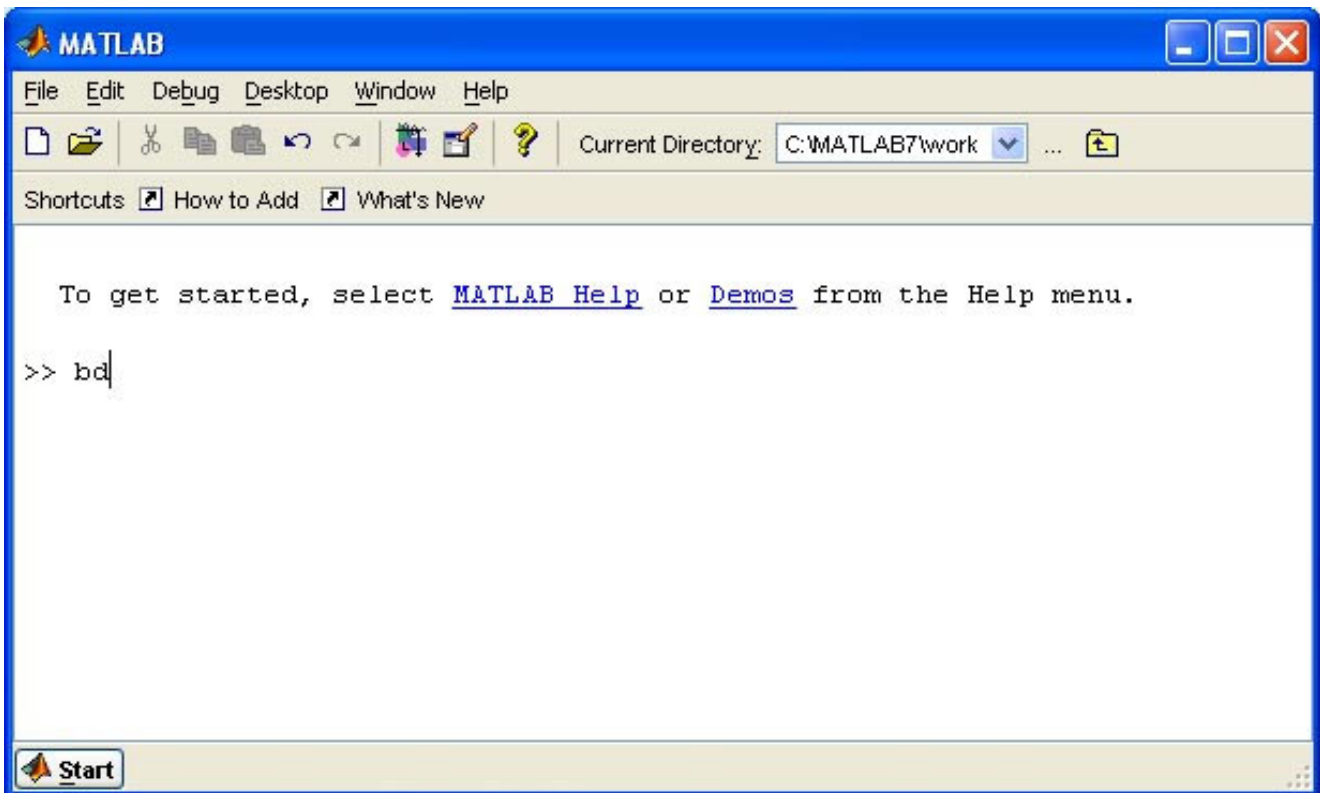 MATLAB
File Edit Debug Desktop Window Help
Current Directory: C:\MATLAB7\work ...
Shortcuts How to Add What's New
To get started, select MATLAB Help or Demos from the Help menu.
>> bd
Start